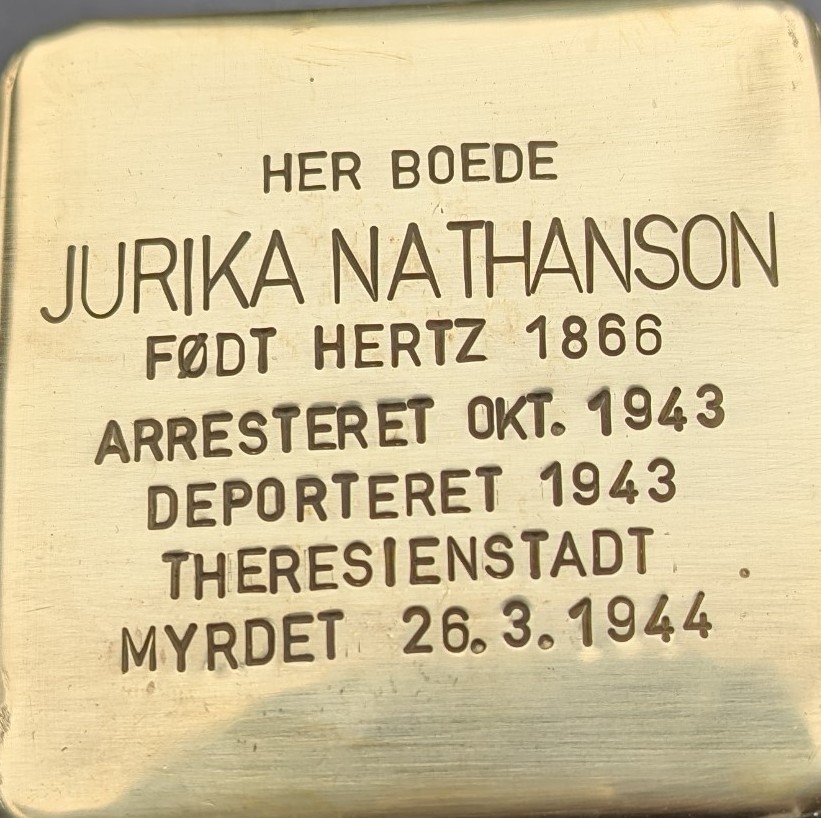 HER BOEDE
JURIKA NATHANSON
FØDT HERTZ 1866
ARRESTERET OKT. 1943
DEPORTERET 1943
THERESIENSTADT
MYRDET 26.3.1944